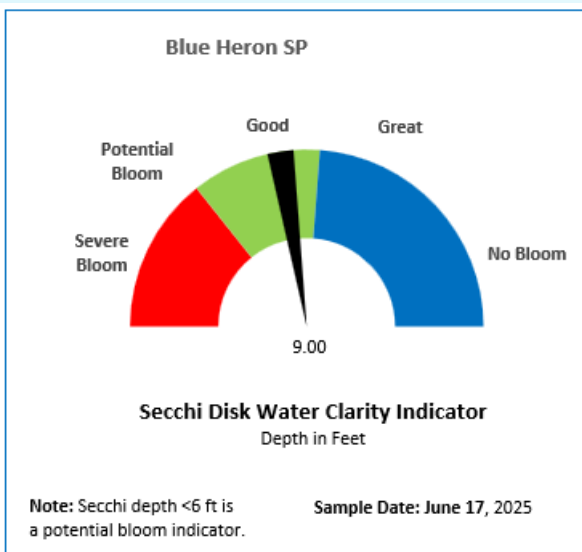 Blue Heron SP
Good
Great
Potential
Bloom
Severe
Bloom
No Bloom
9.00
Secchi Disk Water Clarity Indicator
Depth in Feet
Note: Secchi depth <6 ft is
a potential bloom indicator.
Sample Date: June 17, 2025